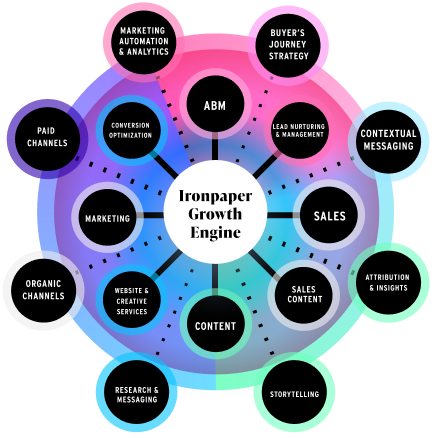 MARKETING
AUTOMATION
& ANALYTICS
BUYER'S
JOURNEY
STRATEGY
ABM
PAID
CHANNELS
CONVERSION
OPTIMIZATION
LEAD NURTURING
& MANAGEMENT
CONTEXTUAL
MESSAGING
Ironpaper
Growth
Engine
MARKETING
SALES
ORGANIC
CHANNELS
WEBSITE &
CREATIVE
SERVICES
CONTENT
SALES
CONTENT
ATTRIBUTION
& INSIGHTS
RESEARCH &
MESSAGING
STORYTELLING